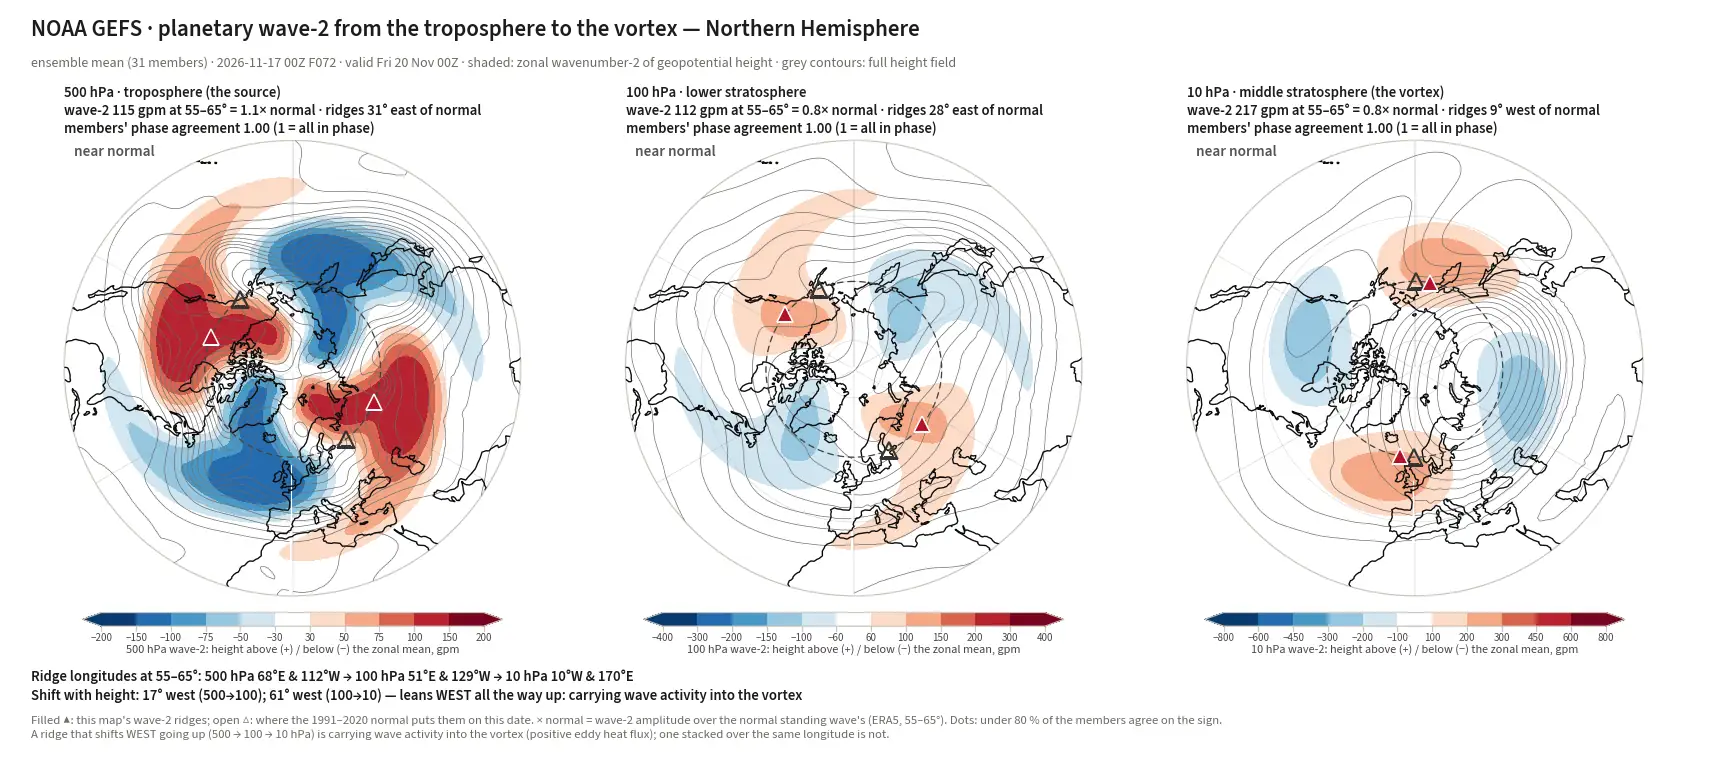 NOAA GEFS · planetary wave-2 from the troposphere to the vortex — Northern Hemisphere
ensemble mean (31 members) · 2026-11-17 00Z F072 · valid Fri 20 Nov 00Z · shaded: zonal wavenumber-2 of geopotential height · grey contours: full height field
500 hPa · troposphere (the source)
wave-2 115 gpm at 55–65° = 1.1× normal · ridges 31° east of normal
members' phase agreement 1.00 (1 = all in phase)
near normal
100 hPa · lower stratosphere
wave-2 112 gpm at 55–65° = 0.8× normal · ridges 28° east of normal
members' phase agreement 1.00 (1 = all in phase)
near normal
10 hPa · middle stratosphere (the vortex)
wave-2 217 gpm at 55–65° = 0.8× normal · ridges 9° west of normal
members' phase agreement 1.00 (1 = all in phase)
near normal
−200 −150 −100 −75 −50 −30 30 50 75 100 150 200
500 hPa wave-2: height above (+) / below (−) the zonal mean, gpm
−400 −300 −200 −150 −100 −60 60 100 150 200 300 400
100 hPa wave-2: height above (+) / below (−) the zonal mean, gpm
−800 −600 −450 −300 −200 −100 100 200 300 450 600 800
10 hPa wave-2: height above (+) / below (−) the zonal mean, gpm
Ridge longitudes at 55–65°: 500 hPa 68°E & 112°W → 100 hPa 51°E & 129°W → 10 hPa 10°W & 170°E
Shift with height: 17° west (500→100); 61° west (100→10) — leans WEST all the way up: carrying wave activity into the vortex
Filled ▲: this map's wave-2 ridges; open △: where the 1991–2020 normal puts them on this date. × normal = wave-2 amplitude over the normal standing wave's (ERA5, 55–65°). Dots: under 80 % of the members agree on the sign.
A ridge that shifts WEST going up (500 → 100 → 10 hPa) is carrying wave activity into the vortex (positive eddy heat flux); one stacked over the same longitude is not.